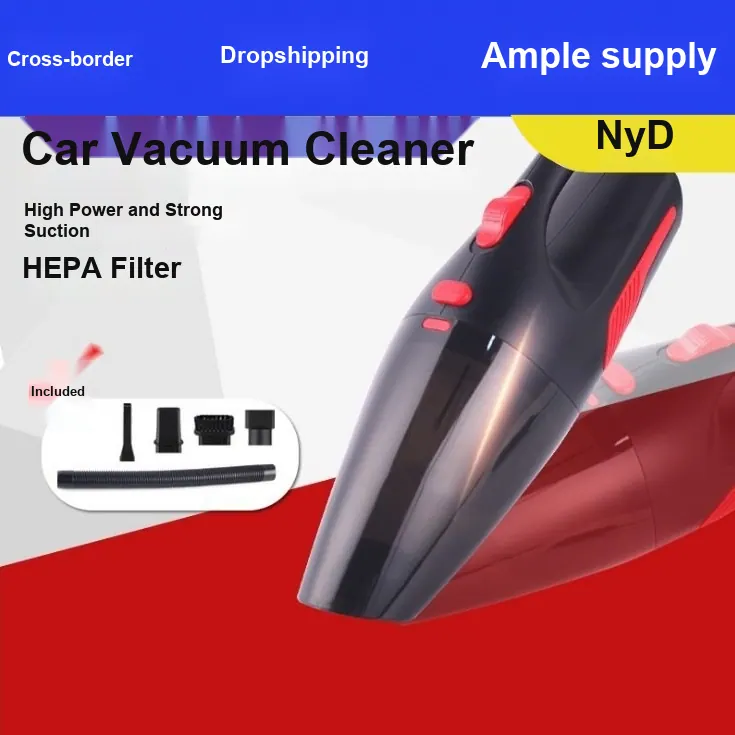 Cross-border
Dropshipping
Ample supply
NyD
Car Vacuum Cleaner
High Power and Strong
Suction
HEPA Filter
Included